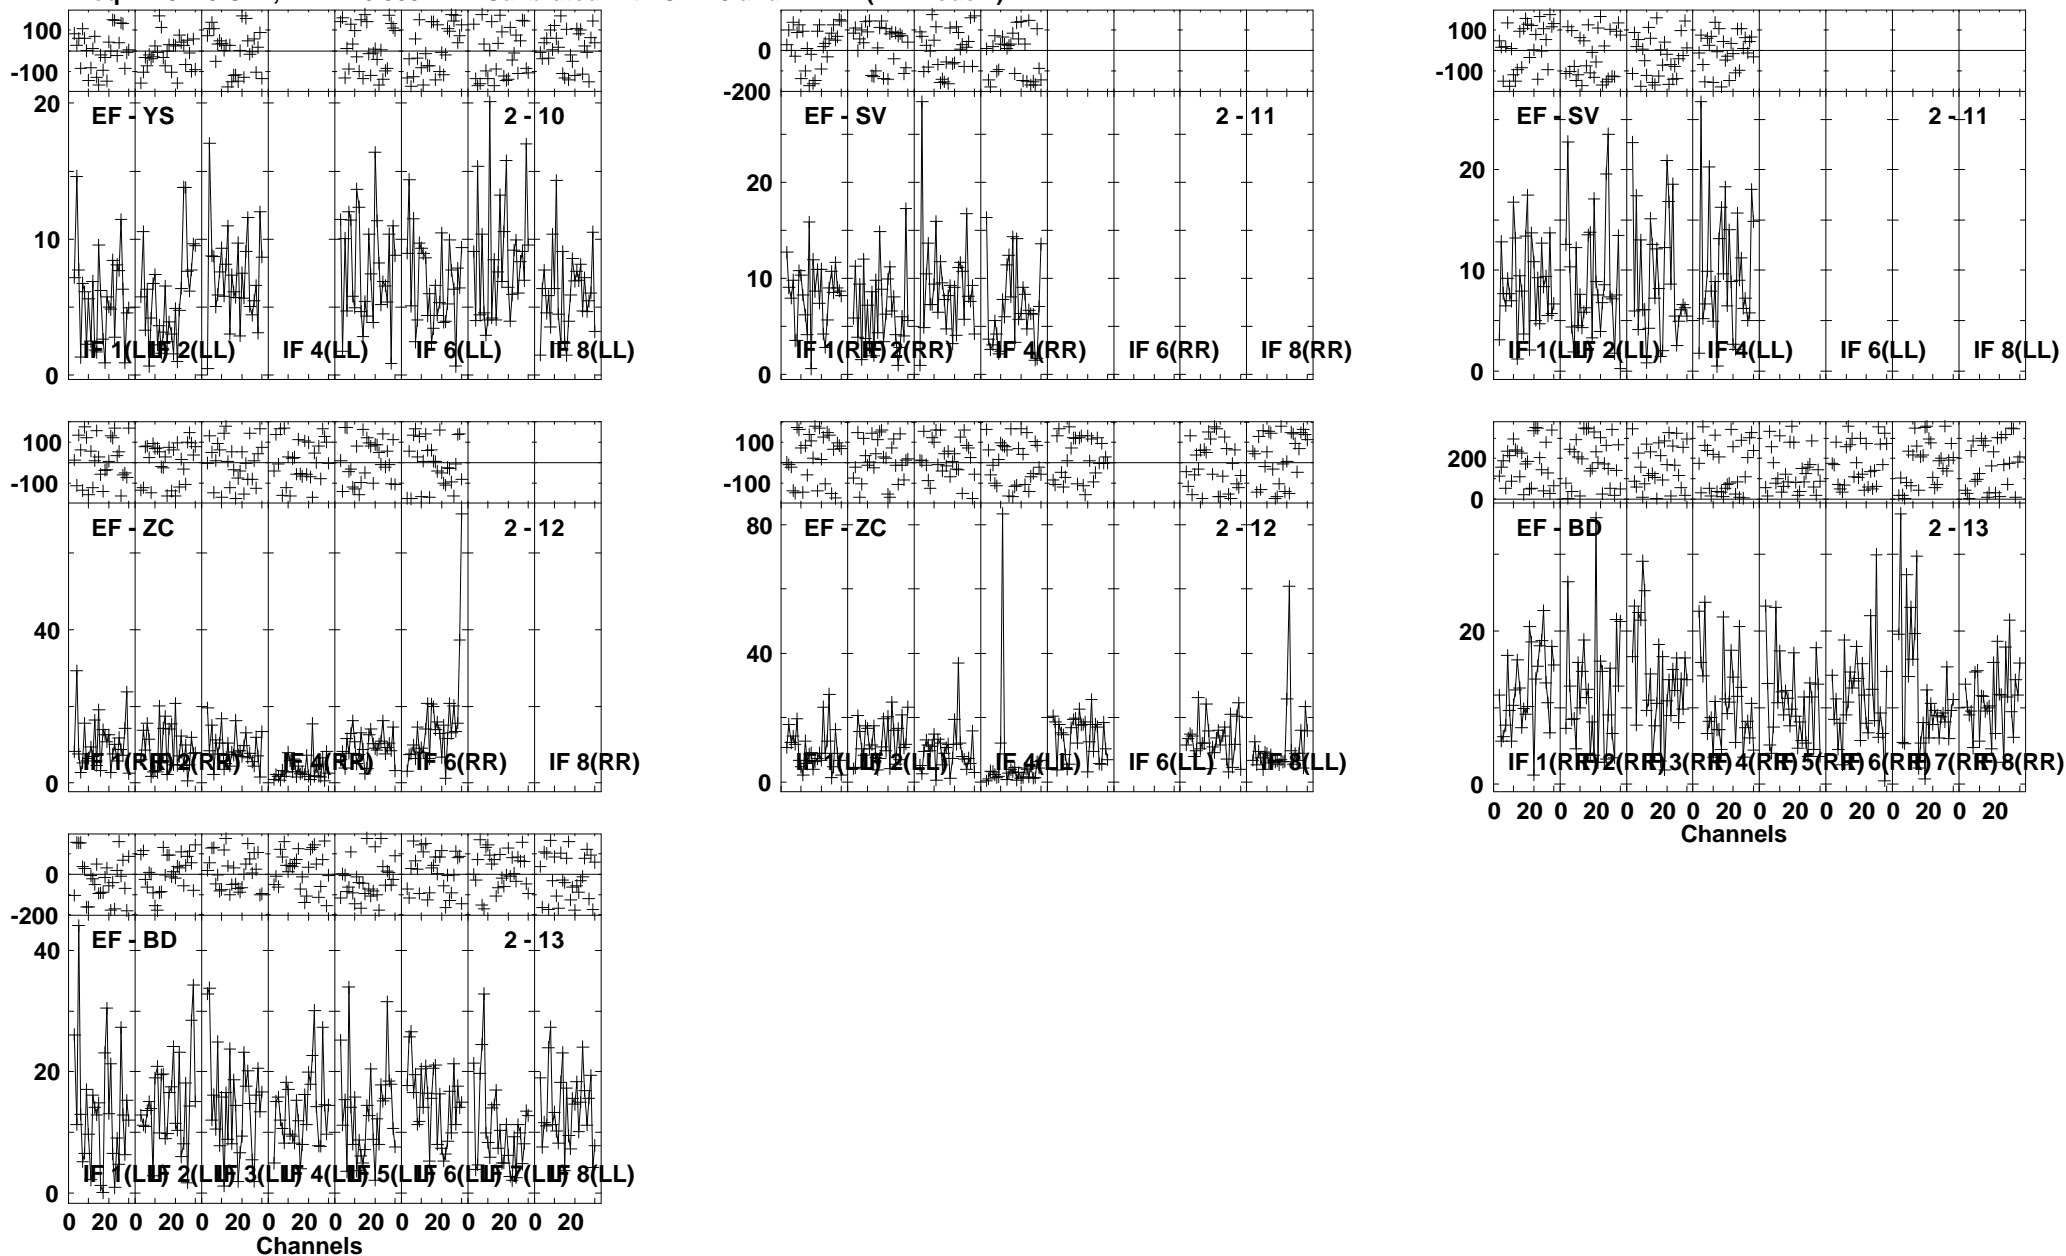 100
-100
20
10
0
EF - YS
2 - 10
IF 1(LL)
IF 2(LL)
IF 4(LL)
IF 6(LL)
IF 8(LL)
0
-200
20
10
0
EF - SV
2 - 11
IF 1(RR)
IF 2(RR)
IF 4(RR)
IF 6(RR)
IF 8(RR)
100
-100
20
10
0
EF - SV
2 - 11
IF 1(LL)
IF 2(LL)
IF 4(LL)
IF 6(LL)
IF 8(LL)
100
-100
40
0
EF - ZC
2 - 12
IF 1(RR)
IF 2(RR)
IF 4(RR)
IF 6(RR)
IF 8(RR)
100
-100
80
40
0
EF - ZC
2 - 12
IF 1(LL)
IF 2(LL)
IF 4(LL)
IF 6(LL)
IF 8(LL)
200
0
20
0
EF - BD
2 - 13
IF 1(RR)
IF 2(RR)
IF 3(RR)
IF 4(RR)
IF 5(RR)
IF 6(RR)
IF 7(RR)
IF 8(RR)
0 20 0 20 0 20 0 20 0 20 0 20 0 20 0 20
Channels
0
-200
40
20
0
EF - BD
2 - 13
IF 1(LL)
IF 2(LL)
IF 3(LL)
IF 4(LL)
IF 5(LL)
IF 6(LL)
IF 7(LL)
IF 8(LL)
0 20 0 20 0 20 0 20 0 20 0 20 0 20 0 20
Channels